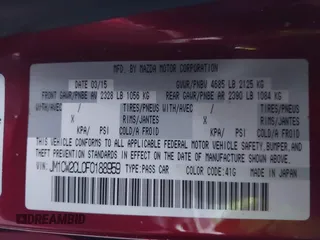 MFD. BY MAZDA MOTOR CORPORATION
DATE 03/15 GVWR/PNBV 4685 LB 2125 KG
FRONT GAWR/PNBE AV 2328 LB 1056 KG REAR GAWR/PNBE AR 2390 LB 1084 KG
WITH/AVEC TIRES/PNEUS WITH/AVEC TIRES/PNEUS
X RIMS/JANTES X RIMS/JANTES
KPA/ PSI COLD/A FROID KPA/ PSI COLD/A FROID
THIS VEHICLE CONFORMS TO ALL APPLICABLE FEDERAL MOTOR VEHICLE SAFETY, BUMPER, AND
THEFT PREVENTION STANDARDS IN EFFECT ON THE DATE OF MANUFACTURE SHOWN ABOVE.
VIN: JM1CW2CL0F0188959 TYPE: PASS CAR COLOR CODE: 41G MADE IN JAPAN
DREAMBID